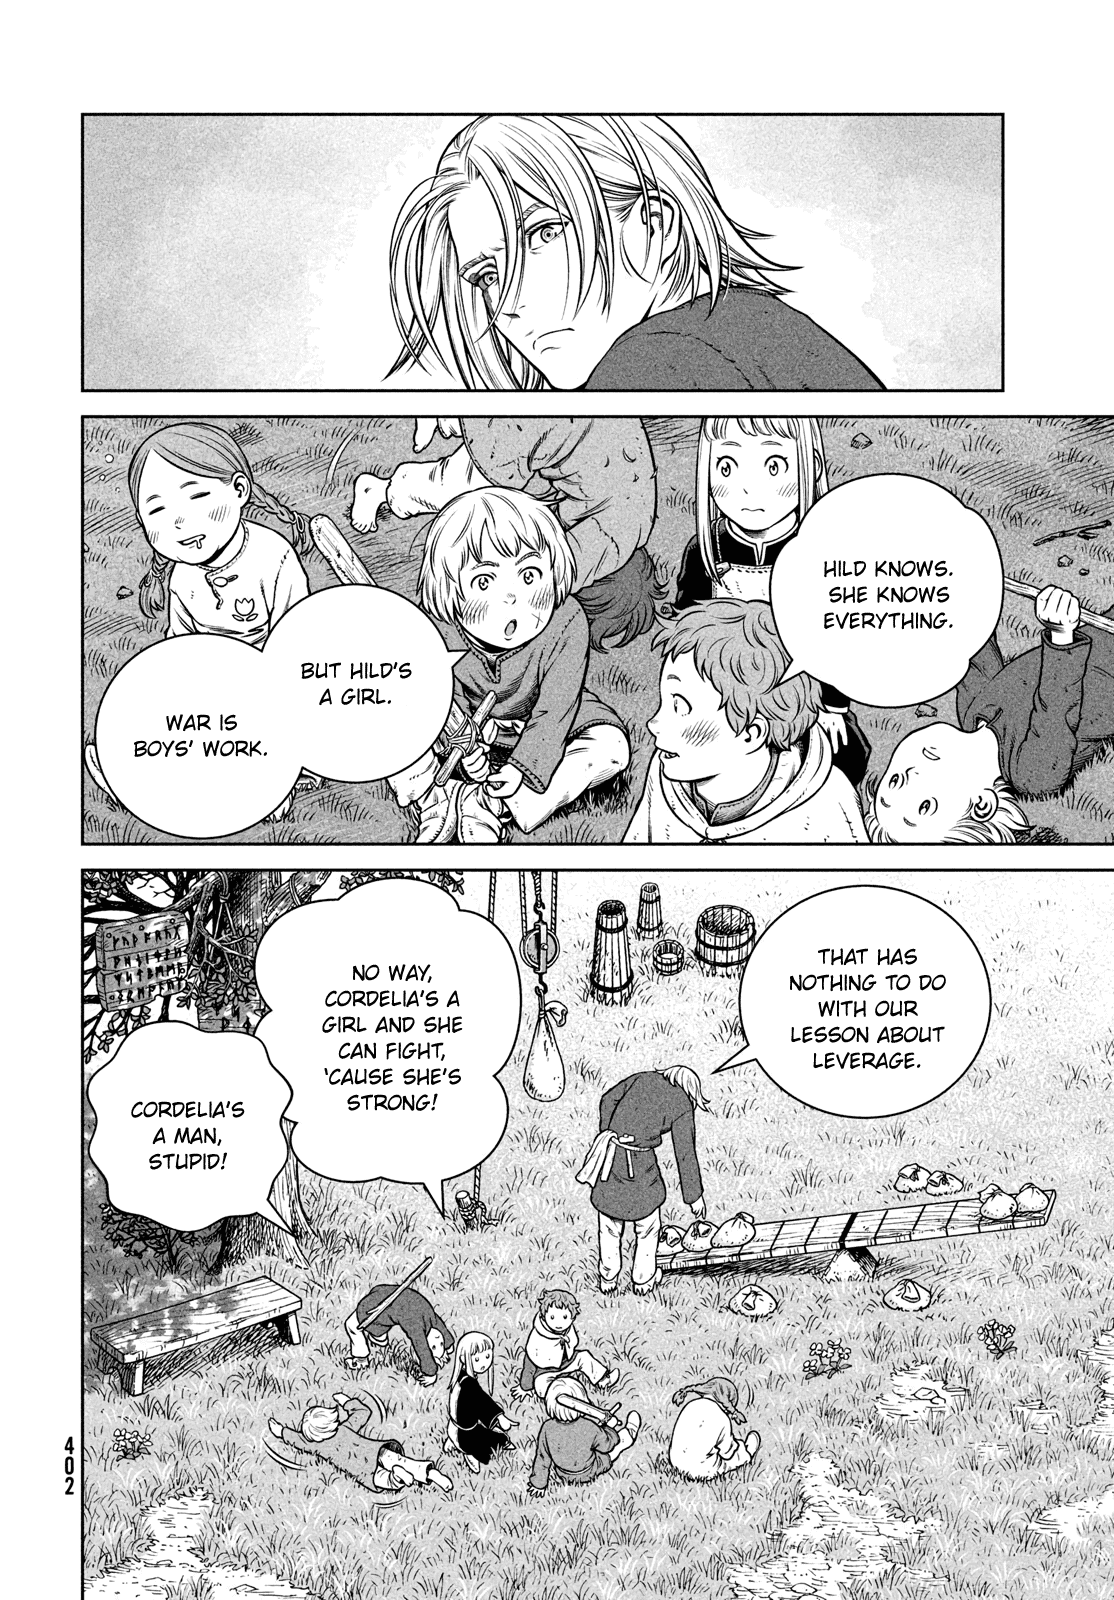 HILD KNOWS.
SHE KNOWS
EVERYTHING.
BUT HILD'S
A GIRL.
WAR IS
BOYS' WORK.
THAT HAS
NOTHING TO DO
WITH OUR
LESSON ABOUT
LEVERAGE.
NO WAY,
CORDELIA'S A
GIRL AND SHE
CAN FIGHT,
'CAUSE SHE'S
STRONG!
CORDELIA'S
A MAN,
STUPID!
402